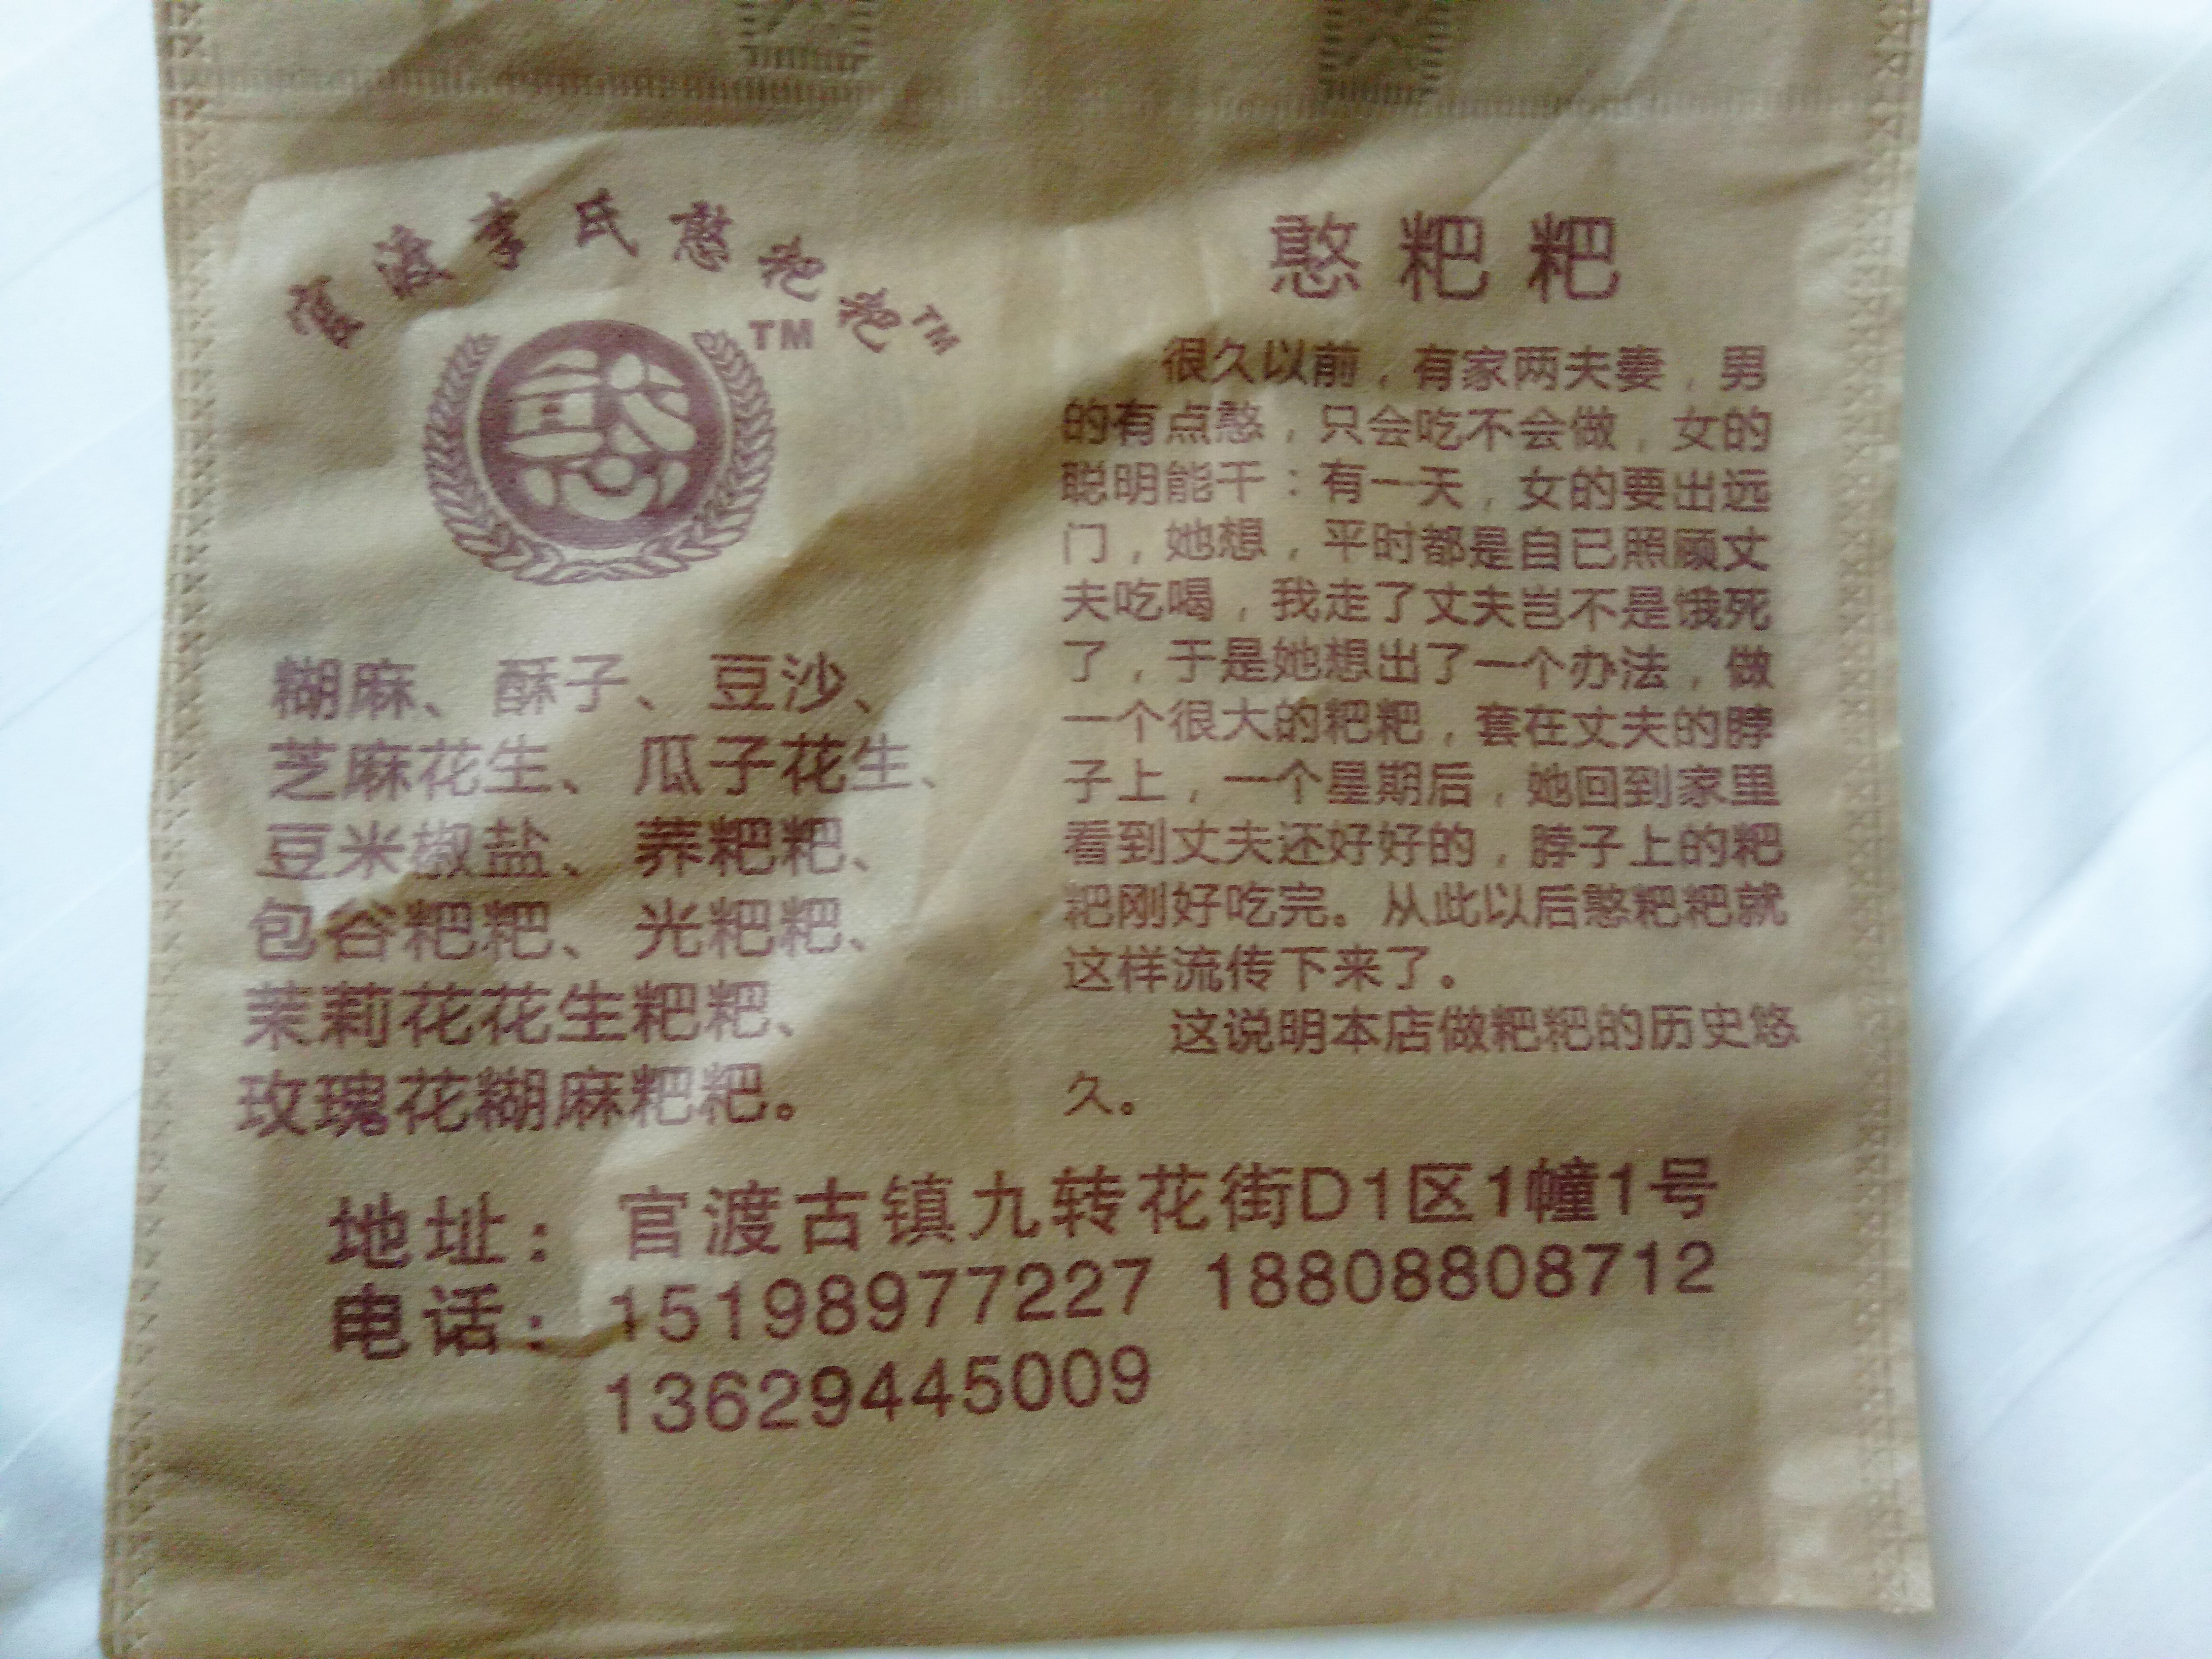 官渡李氏憨粑粑TM
TM
憨
糊麻、酥子、豆沙、
芝麻花生、瓜子花生、
豆米椒盐、荞粑粑、
包谷粑粑、光粑粑、
茉莉花花生粑粑、
玫瑰花糊麻粑粑。
憨粑粑
很久以前，有家两夫妻，男
的有点憨，只会吃不会做，女的
聪明能干：有一天，女的要出远
门，她想，平时都是自已照顾丈
夫吃喝，我走了丈夫岂不是饿死
了，于是她想出了一个办法，做
一个很大的粑粑，套在丈夫的脖
子上，一个星期后，她回到家里
看到丈夫还好好的，脖子上的粑
粑刚好吃完。从此以后憨粑粑就
这样流传下来了。
这说明本店做粑粑的历史悠
久。
地址：官渡古镇九转花街D1区1幢1号
电话：15198977227 18808808712
13629445009